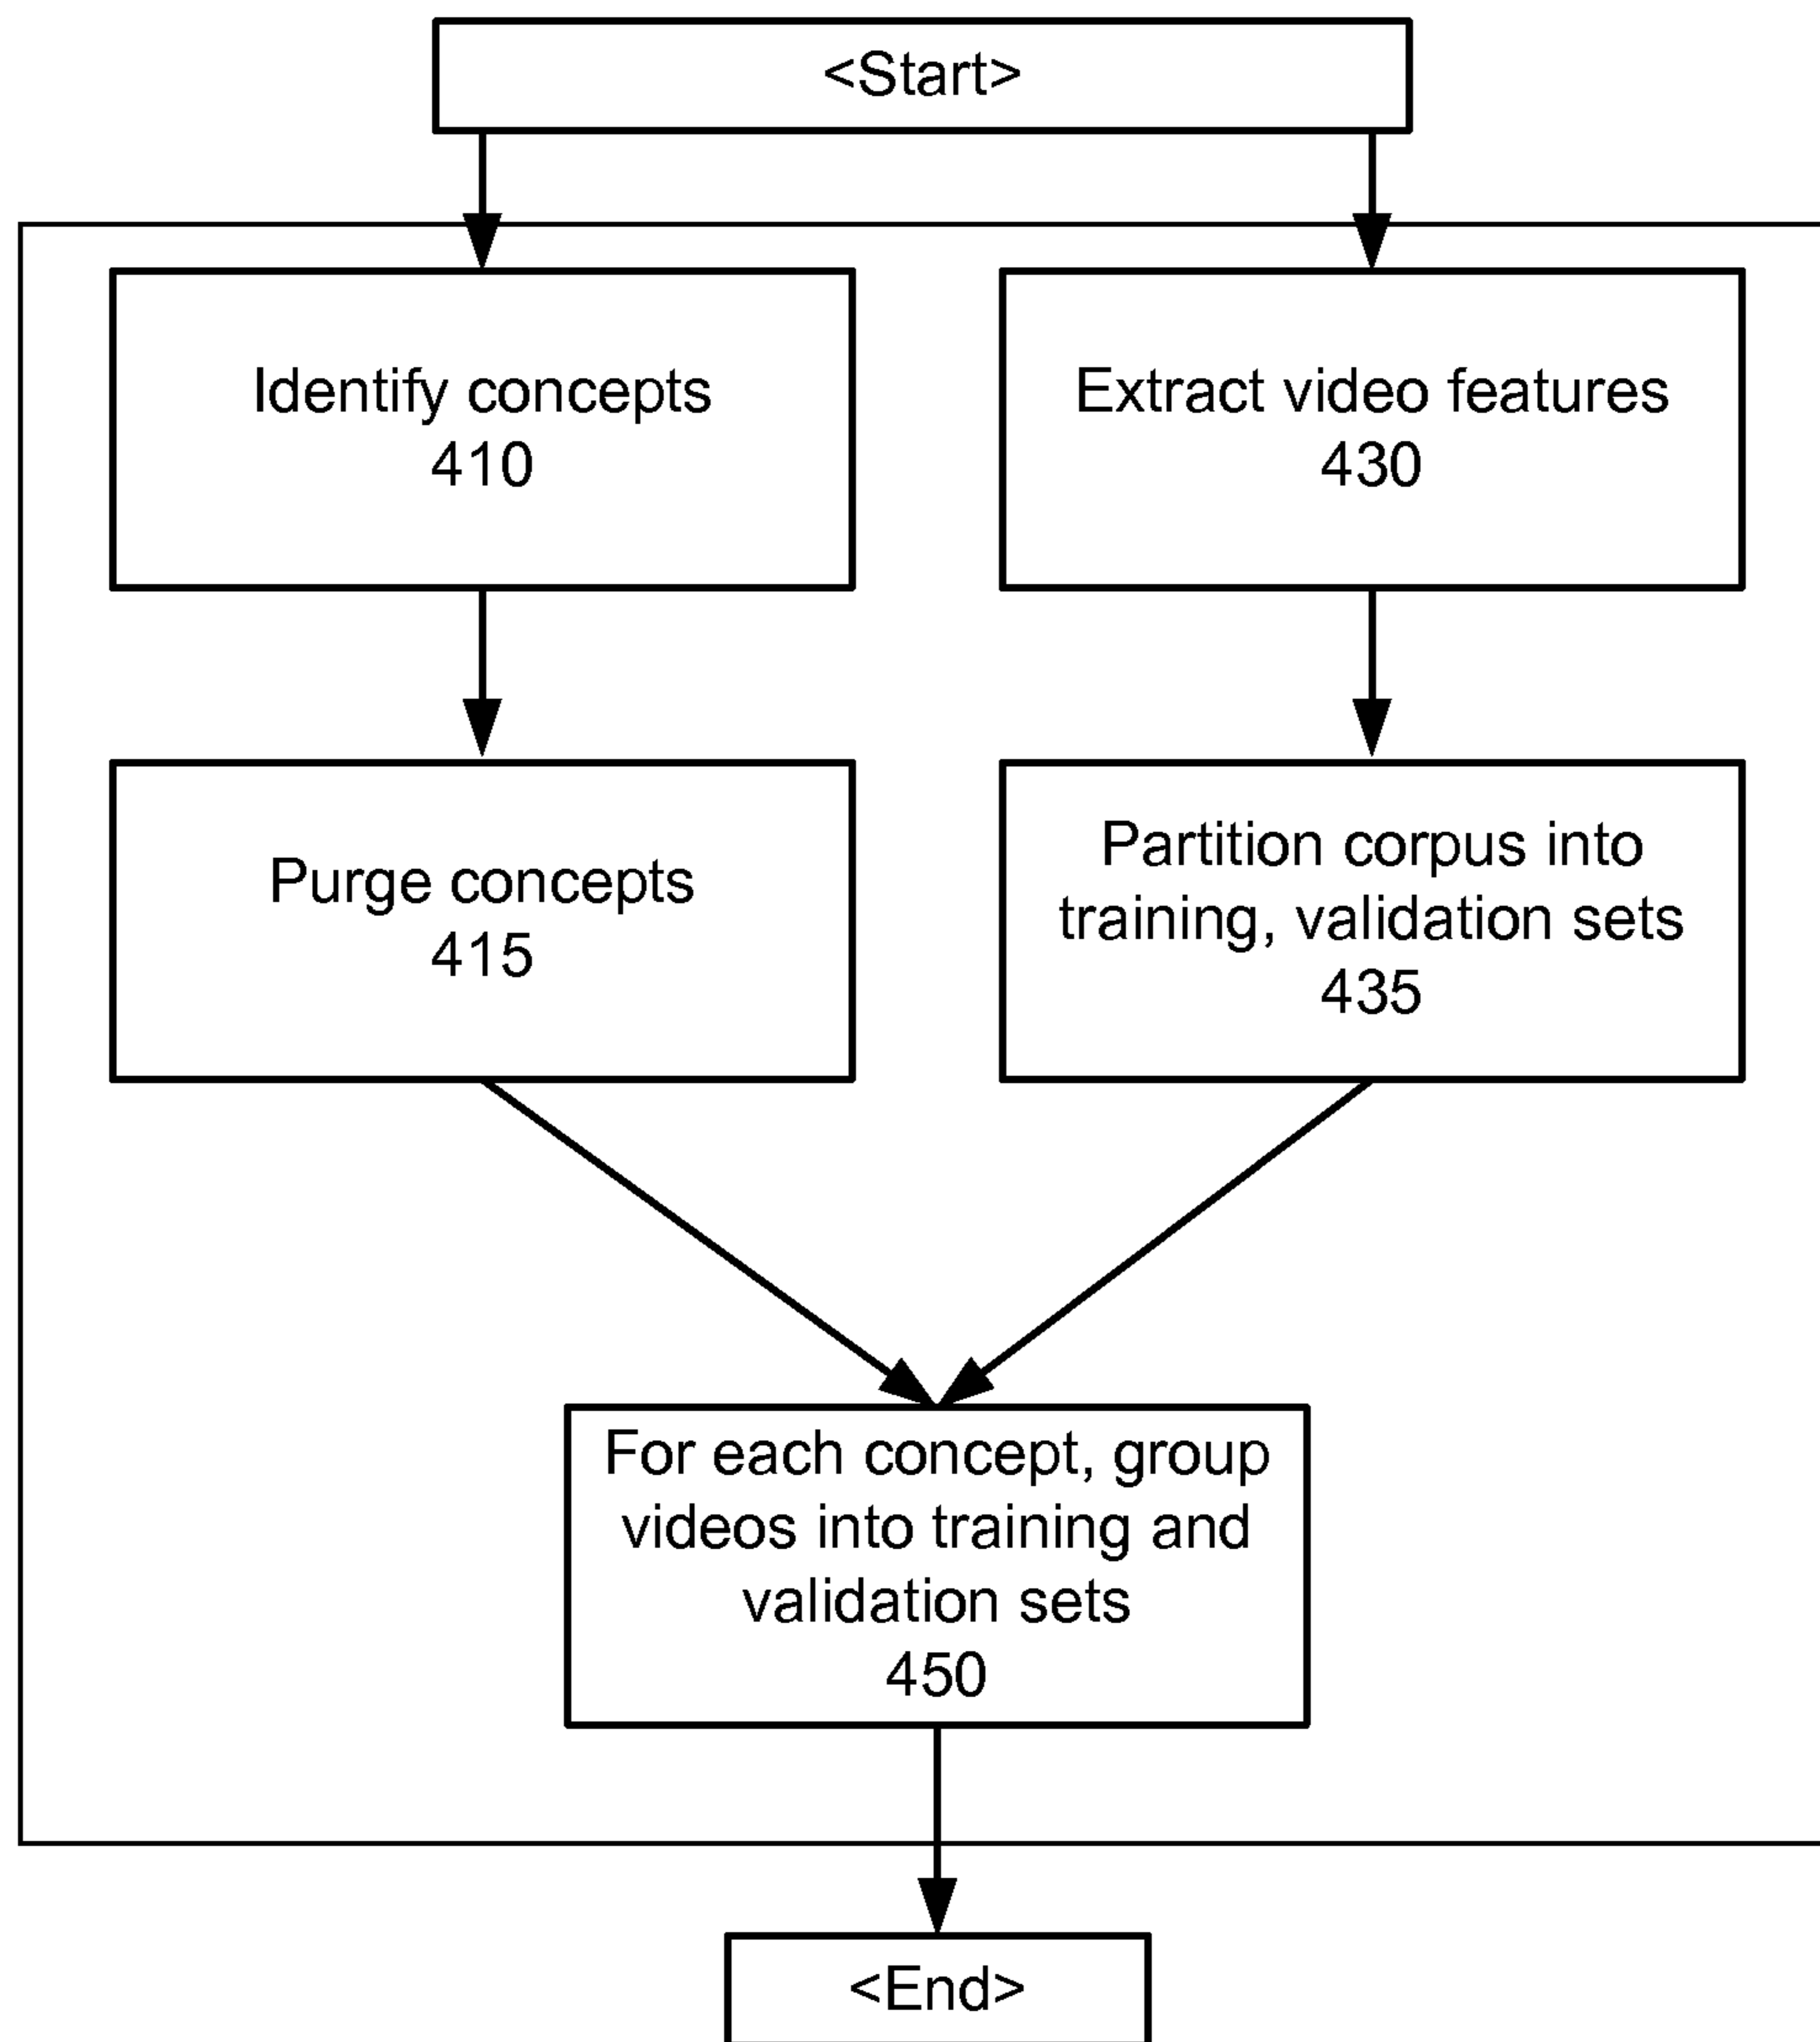 <Start>
Identify concepts
410
Extract video features
430
Purge concepts
415
Partition corpus into
training, validation sets
435
For each concept, group
videos into training and
validation sets
450
<End>